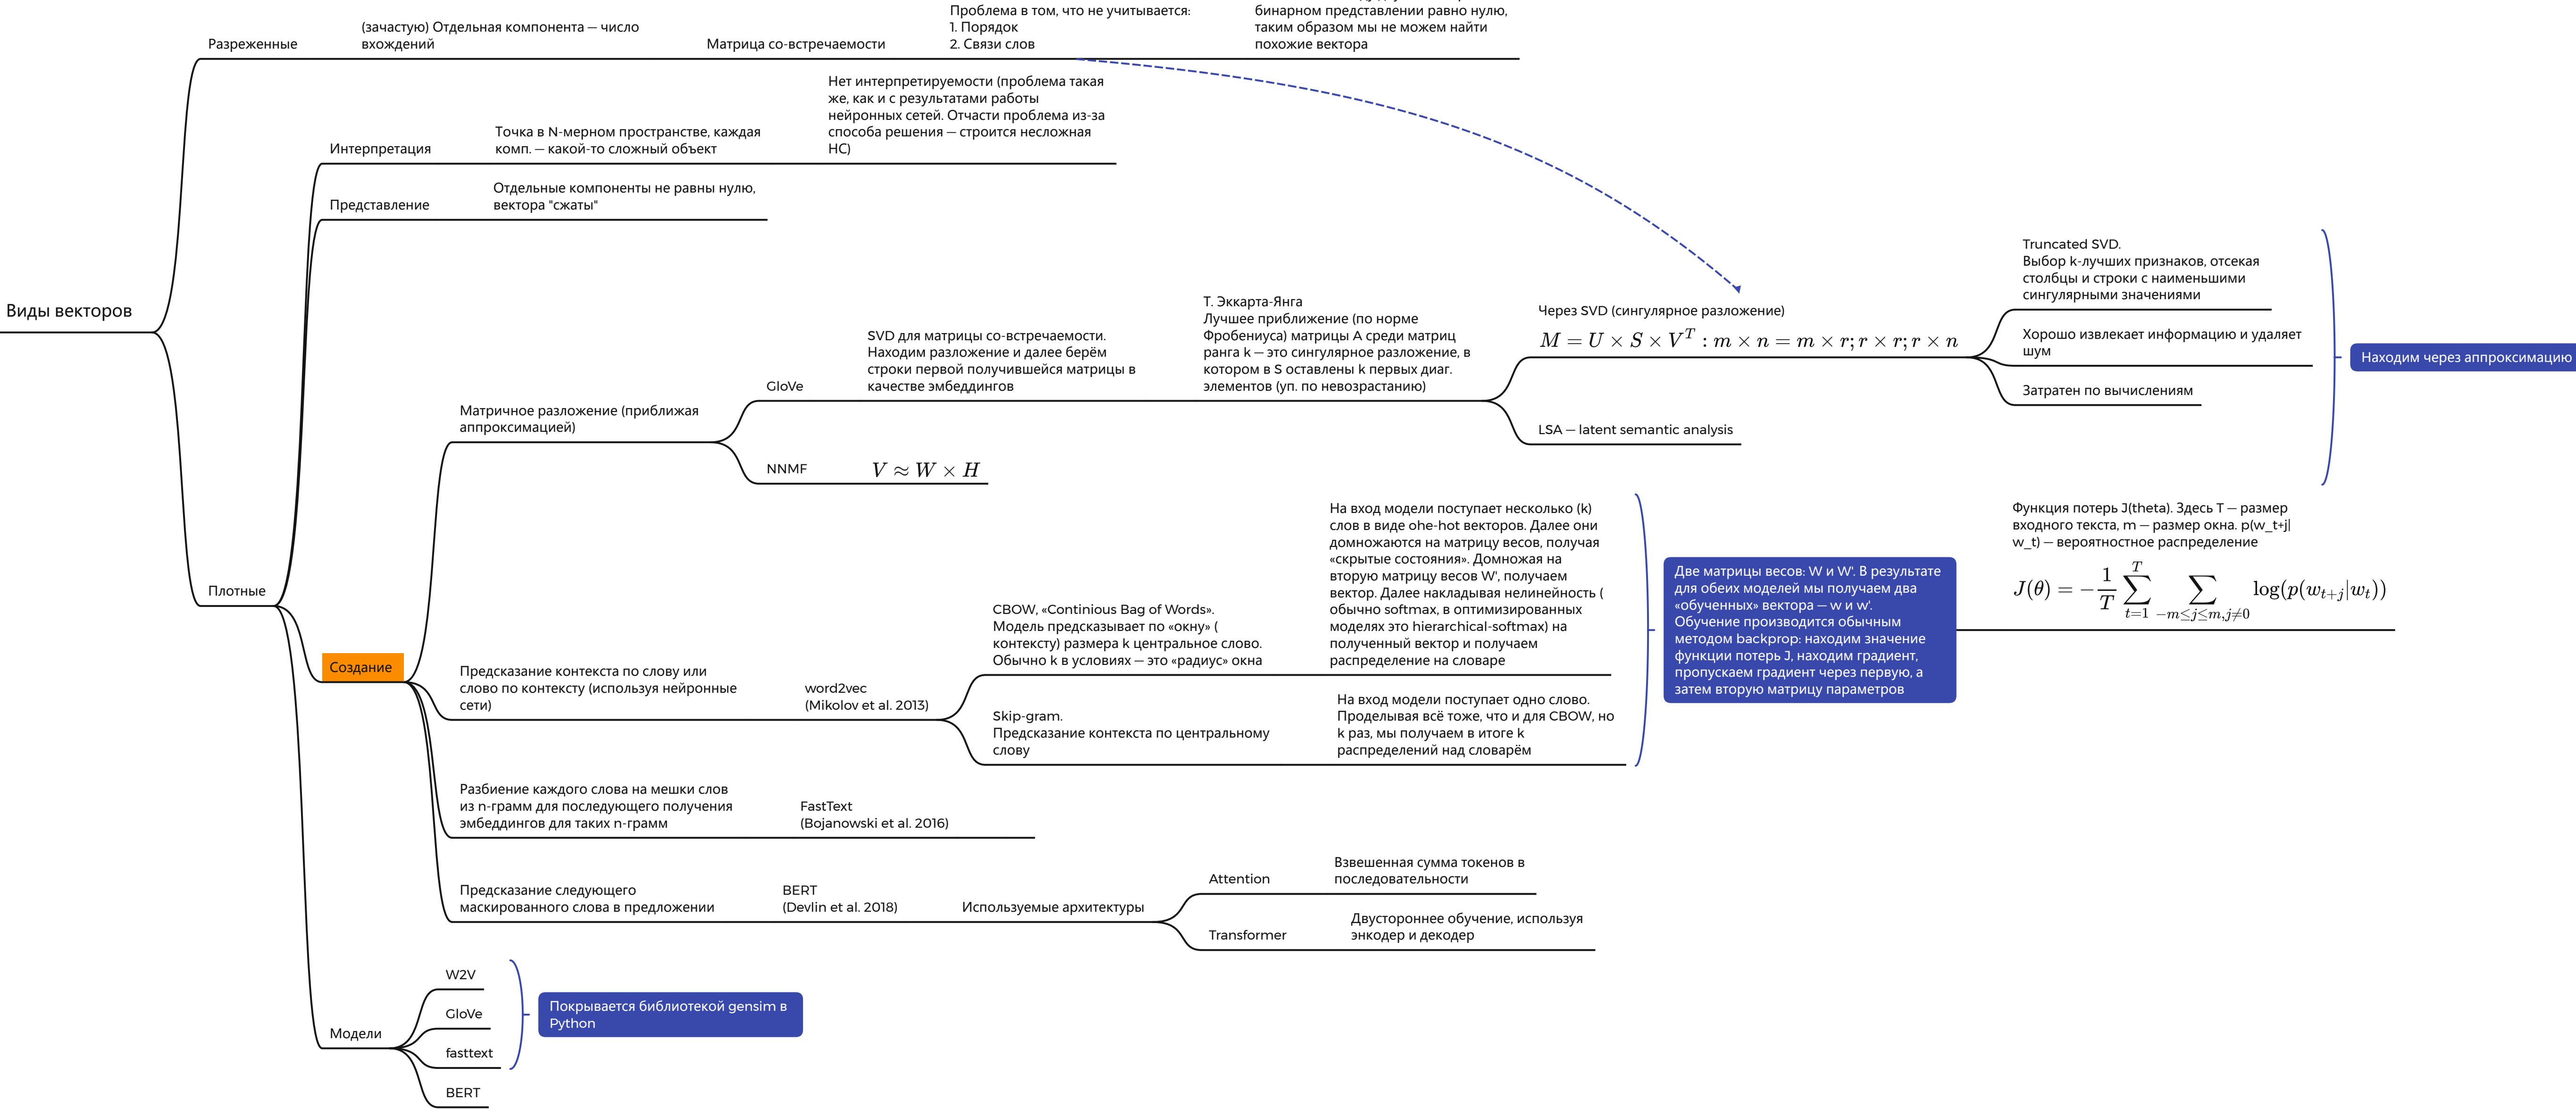 Виды векторов
Разреженные
(зачастую) Отдельная компонента — число
вхождений
Матрица со-встречаемости
Проблема в том, что не учитывается:
1. Порядок
2. Связи слов
бинарном представлении равно нулю,
таким образом мы не можем найти
похожие вектора
Плотные
Интерпретация
Точка в N-мерном пространстве, каждая
комп. — какой-то сложный объект
Нет интерпретируемости (проблема такая
же, как и с результатами работы
нейронных сетей. Отчасти проблема из-за
способа решения — строится несложная
НС)
Представление
Отдельные компоненты не равны нулю,
вектора "сжаты"
Создание
Матричное разложение (приближая
аппроксимацией)
GloVe
SVD для матрицы со-встречаемости.
Находим разложение и далее берём
строки первой получившейся матрицы в
качестве эмбеддингов
Т. Эккарта-Янга
Лучшее приближение (по норме
Фробениуса) матрицы A среди матриц
ранга k — это сингулярное разложение, в
котором в S оставлены k первых диаг.
элементов (уп. по невозрастанию)
Через SVD (сингулярное разложение)
M = U × S × V^T : m × n = m × r; r × r; r × n
Truncated SVD.
Выбор k-лучших признаков, отсекая
столбцы и строки с наименьшими
сингулярными значениями
Хорошо извлекает информацию и удаляет
шум
Затратен по вычислениям
Находим через аппроксимацию
LSA — latent semantic analysis
NNMF
V ≈ W × H
Предсказание контекста по слову или
слово по контексту (используя нейронные
сети)
word2vec
(Mikolov et al. 2013)
CBOW, «Continious Bag of Words».
Модель предсказывает по «окну» (
контексту) размера k центральное слово.
Обычно k в условиях — это «радиус» окна
На вход модели поступает несколько (k)
слов в виде ohe-hot векторов. Далее они
домножаются на матрицу весов, получая
«скрытые состояния». Домножая на
вторую матрицу весов W', получаем
вектор. Далее накладывая нелинейность (
обычно softmax, в оптимизированных
моделях это hierarchical-softmax) на
полученный вектор и получаем
распределение на словаре
Skip-gram.
Предсказание контекста по центральному
слову
На вход модели поступает одно слово.
Проделывая всё тоже, что и для CBOW, но
k раз, мы получаем в итоге k
распределений над словарём
Две матрицы весов: W и W'. В результате
для обеих моделей мы получаем два
«обученных» вектора — w и w'.
Обучение производится обычным
методом backprop: находим значение
функции потерь J, находим градиент,
пропускаем градиент через первую, а
затем вторую матрицу параметров
Функция потерь J(theta). Здесь T — размер
входного текста, m — размер окна. p(w_t+j|
w_t) — вероятностное распределение
J(θ) = −1/T ∑_{t=1}^{T} ∑_{−m≤j≤m,j≠0} log(p(w_{t+j}|w_t))
Разбиение каждого слова на мешки слов
из n-грамм для последующего получения
эмбеддингов для таких n-грамм
FastText
(Bojanowski et al. 2016)
Предсказание следующего
маскированного слова в предложении
BERT
(Devlin et al. 2018)
Используемые архитектуры
Attention
Взвешенная сумма токенов в
последовательности
Transformer
Двустороннее обучение, используя
энкодер и декодер
Модели
W2V
GloVe
fasttext
BERT
Покрывается библиотекой gensim в
Python